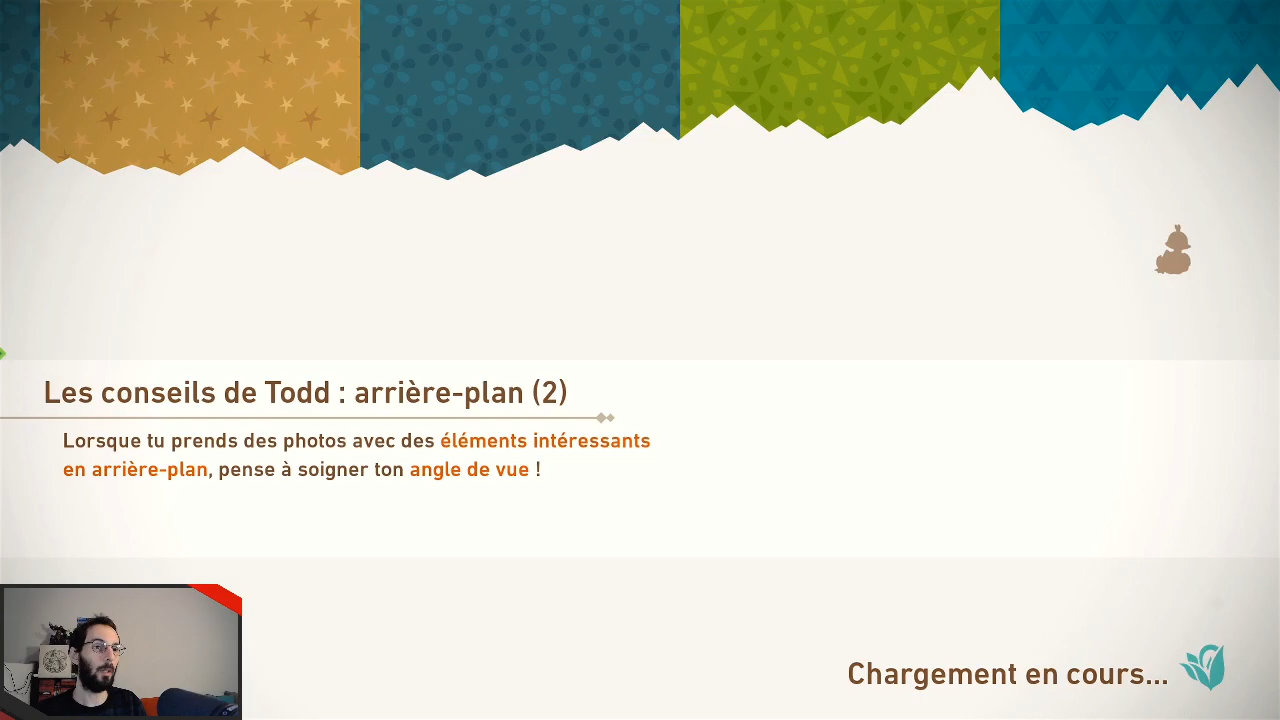 Les conseils de Todd : arrière-plan (2)
Lorsque tu prends des photos avec des éléments intéressants
en arrière-plan, pense à soigner ton angle de vue !
Chargement en cours...